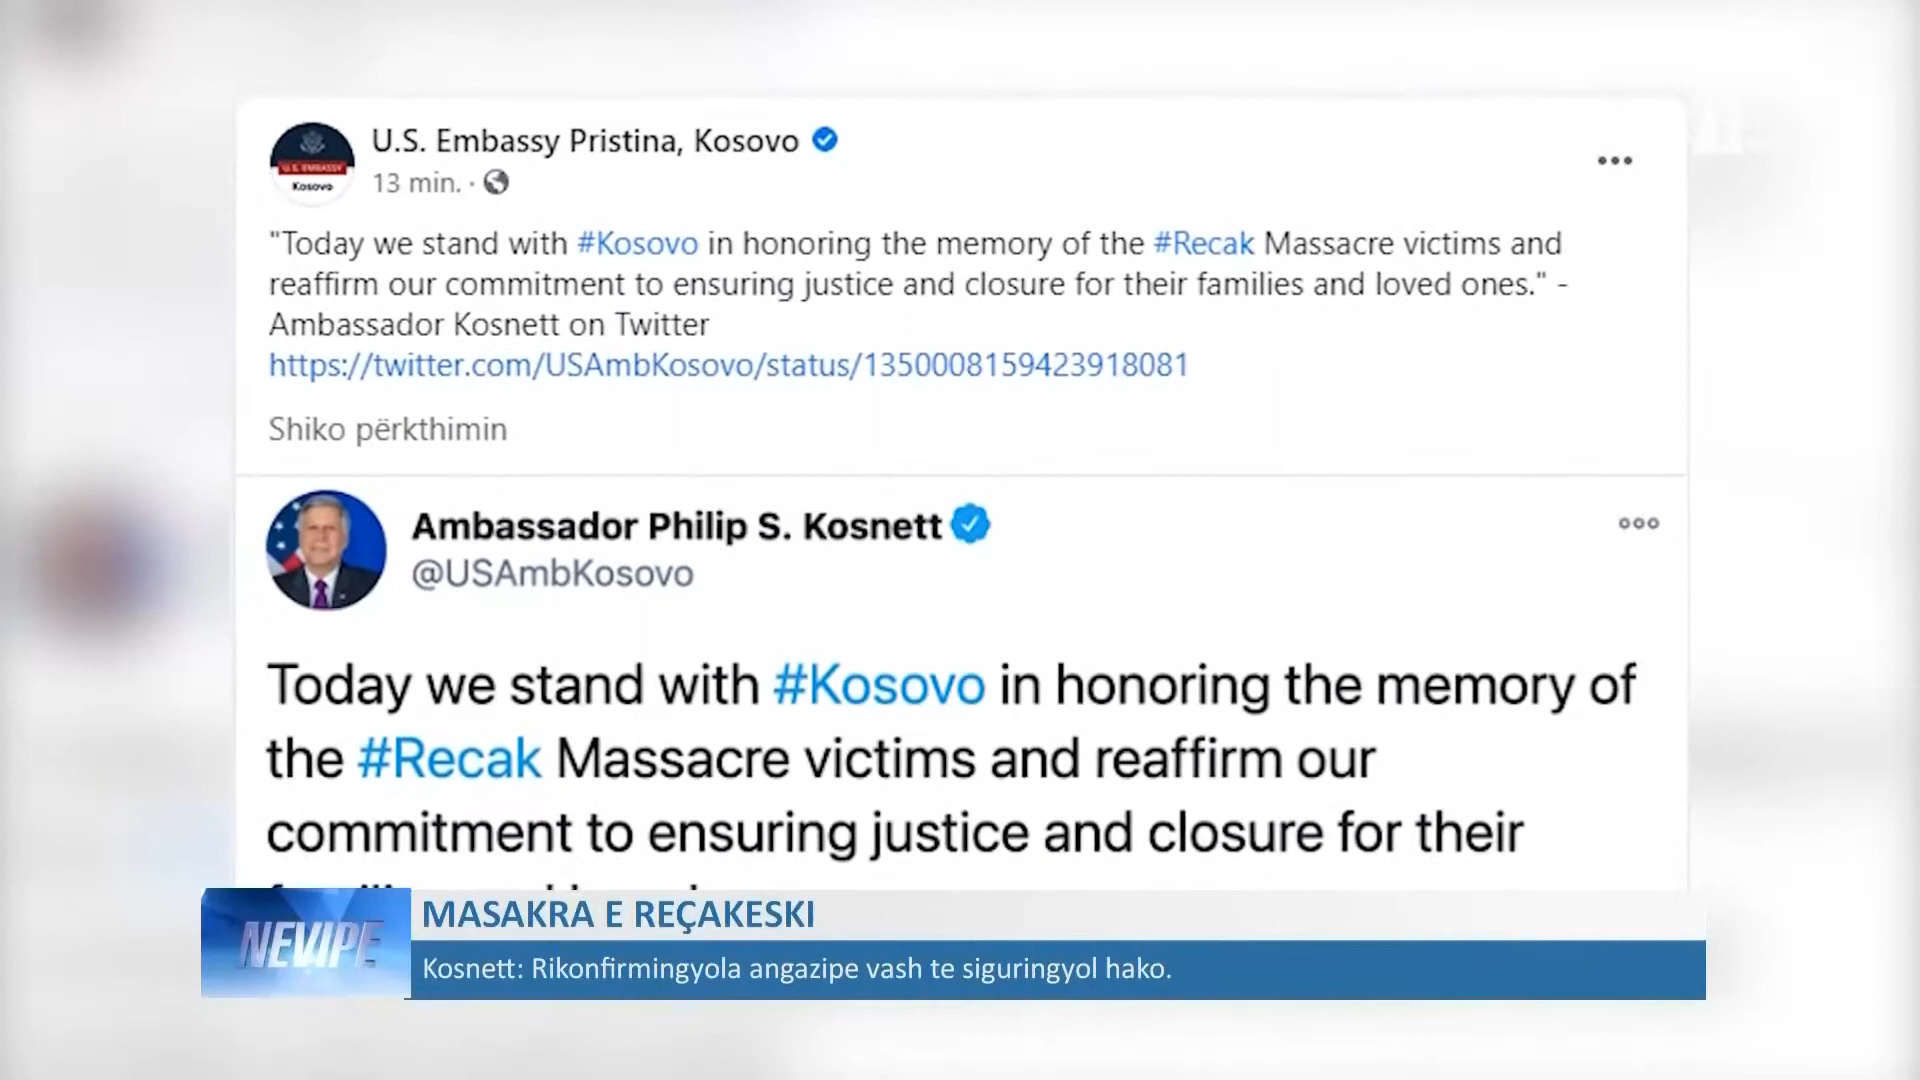 U.S. Embassy Pristina, Kosovo
U.S. EMBASSY
Kosovo
13 min. ·
"Today we stand with #Kosovo in honoring the memory of the #Recak Massacre victims and
reaffirm our commitment to ensuring justice and closure for their families and loved ones." -
Ambassador Kosnett on Twitter
https://twitter.com/USAmbKosovo/status/1350008159423918081
Shiko përkthimin
Ambassador Philip S. Kosnett
@USAmbKosovo
Today we stand with #Kosovo in honoring the memory of
the #Recak Massacre victims and reaffirm our
commitment to ensuring justice and closure for their
NEVIPE
MASAKRA E REÇAKESKI
Kosnett: Rikonfirmingyola angazipe vash te siguringyol hako.